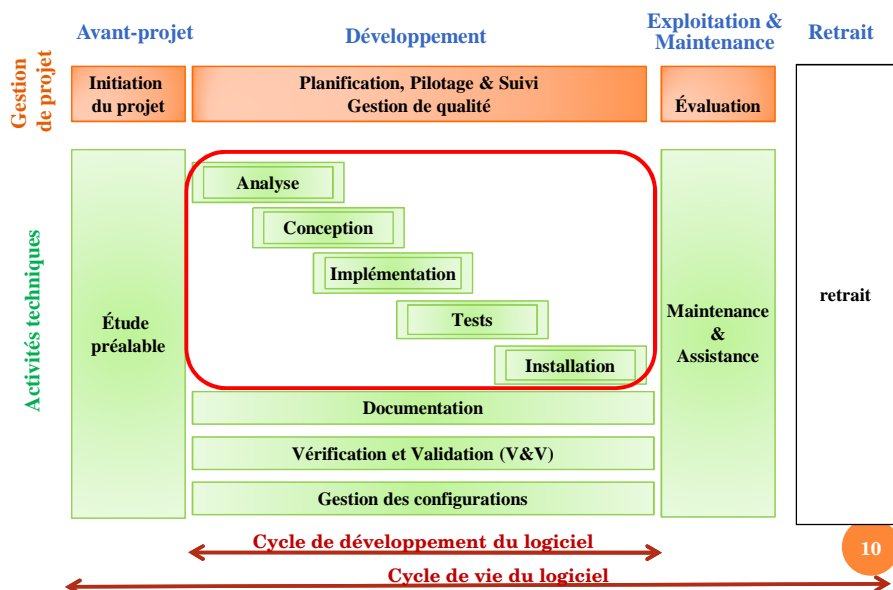 Avant-projet
Développement
Exploitation &
Maintenance
Retrait
Gestion
de projet
Initiation
du projet
Planification, Pilotage & Suivi
Gestion de qualité
Évaluation
Activités techniques
Étude
préalable
Analyse
Conception
Implémentation
Tests
Installation
Documentation
Vérification et Validation (V&V)
Gestion des configurations
Maintenance
&
Assistance
retrait
Cycle de développement du logiciel
10
Cycle de vie du logiciel